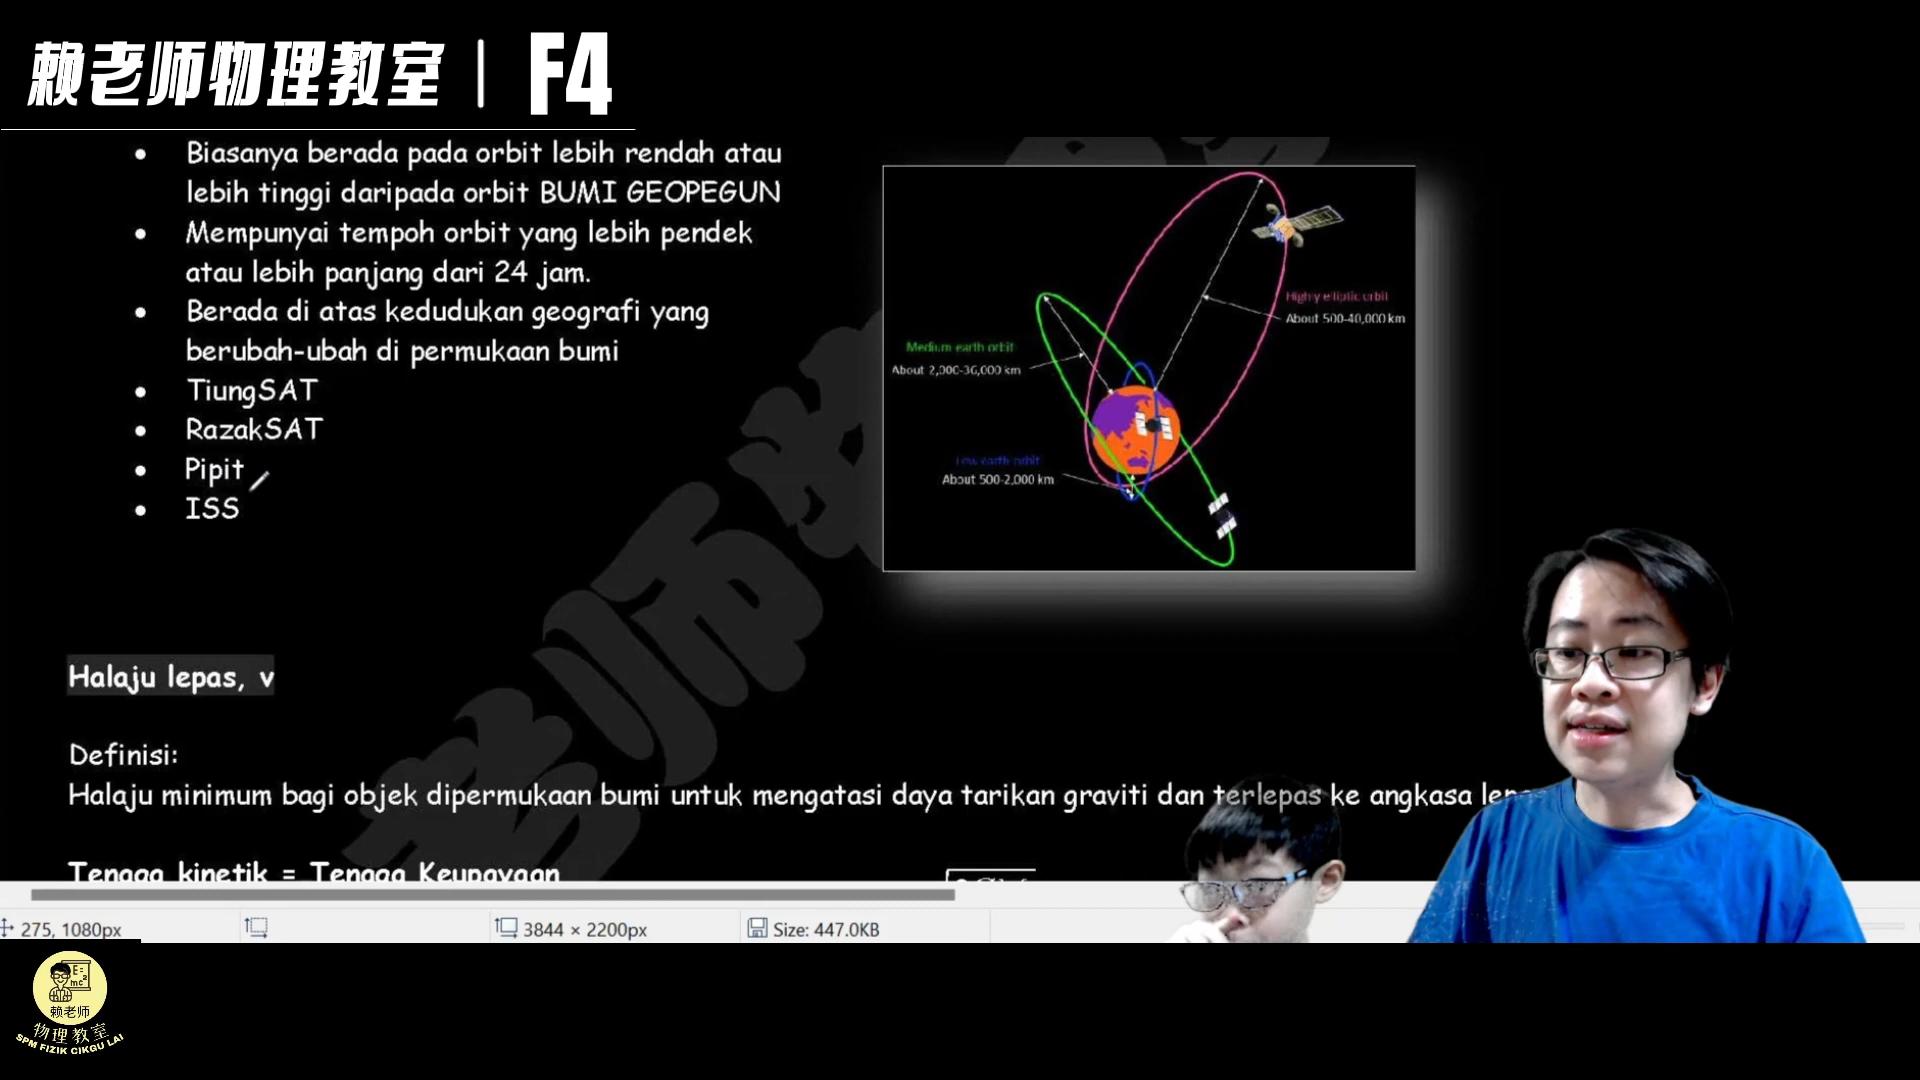 赖老师物理教室 | F4
• Biasanya berada pada orbit lebih rendah atau
lebih tinggi daripada orbit BUMI GEOPEGUN
• Mempunyai tempoh orbit yang lebih pendek
atau lebih panjang dari 24 jam.
• Berada di atas kedudukan geografi yang
berubah-ubah di permukaan bumi
• TiungSAT
• RazakSAT
• Pipit
• ISS
Highly elliptic orbit
About 500-40,000 km
Medium earth orbit
About 2,000-36,000 km
Low earth orbit
About 500-2,000 km
Halaju lepas, v
Definisi:
Halaju minimum bagi objek dipermukaan bumi untuk mengatasi daya tarikan graviti dan terlepas ke angkasa
Tenaga kinetik = Tenaga Keupayaan
275, 1080px
3844 × 2200px
Size: 447.0KB
E=
mc²
赖老师
物理教室
SPM FIZIK CIKGU LAI